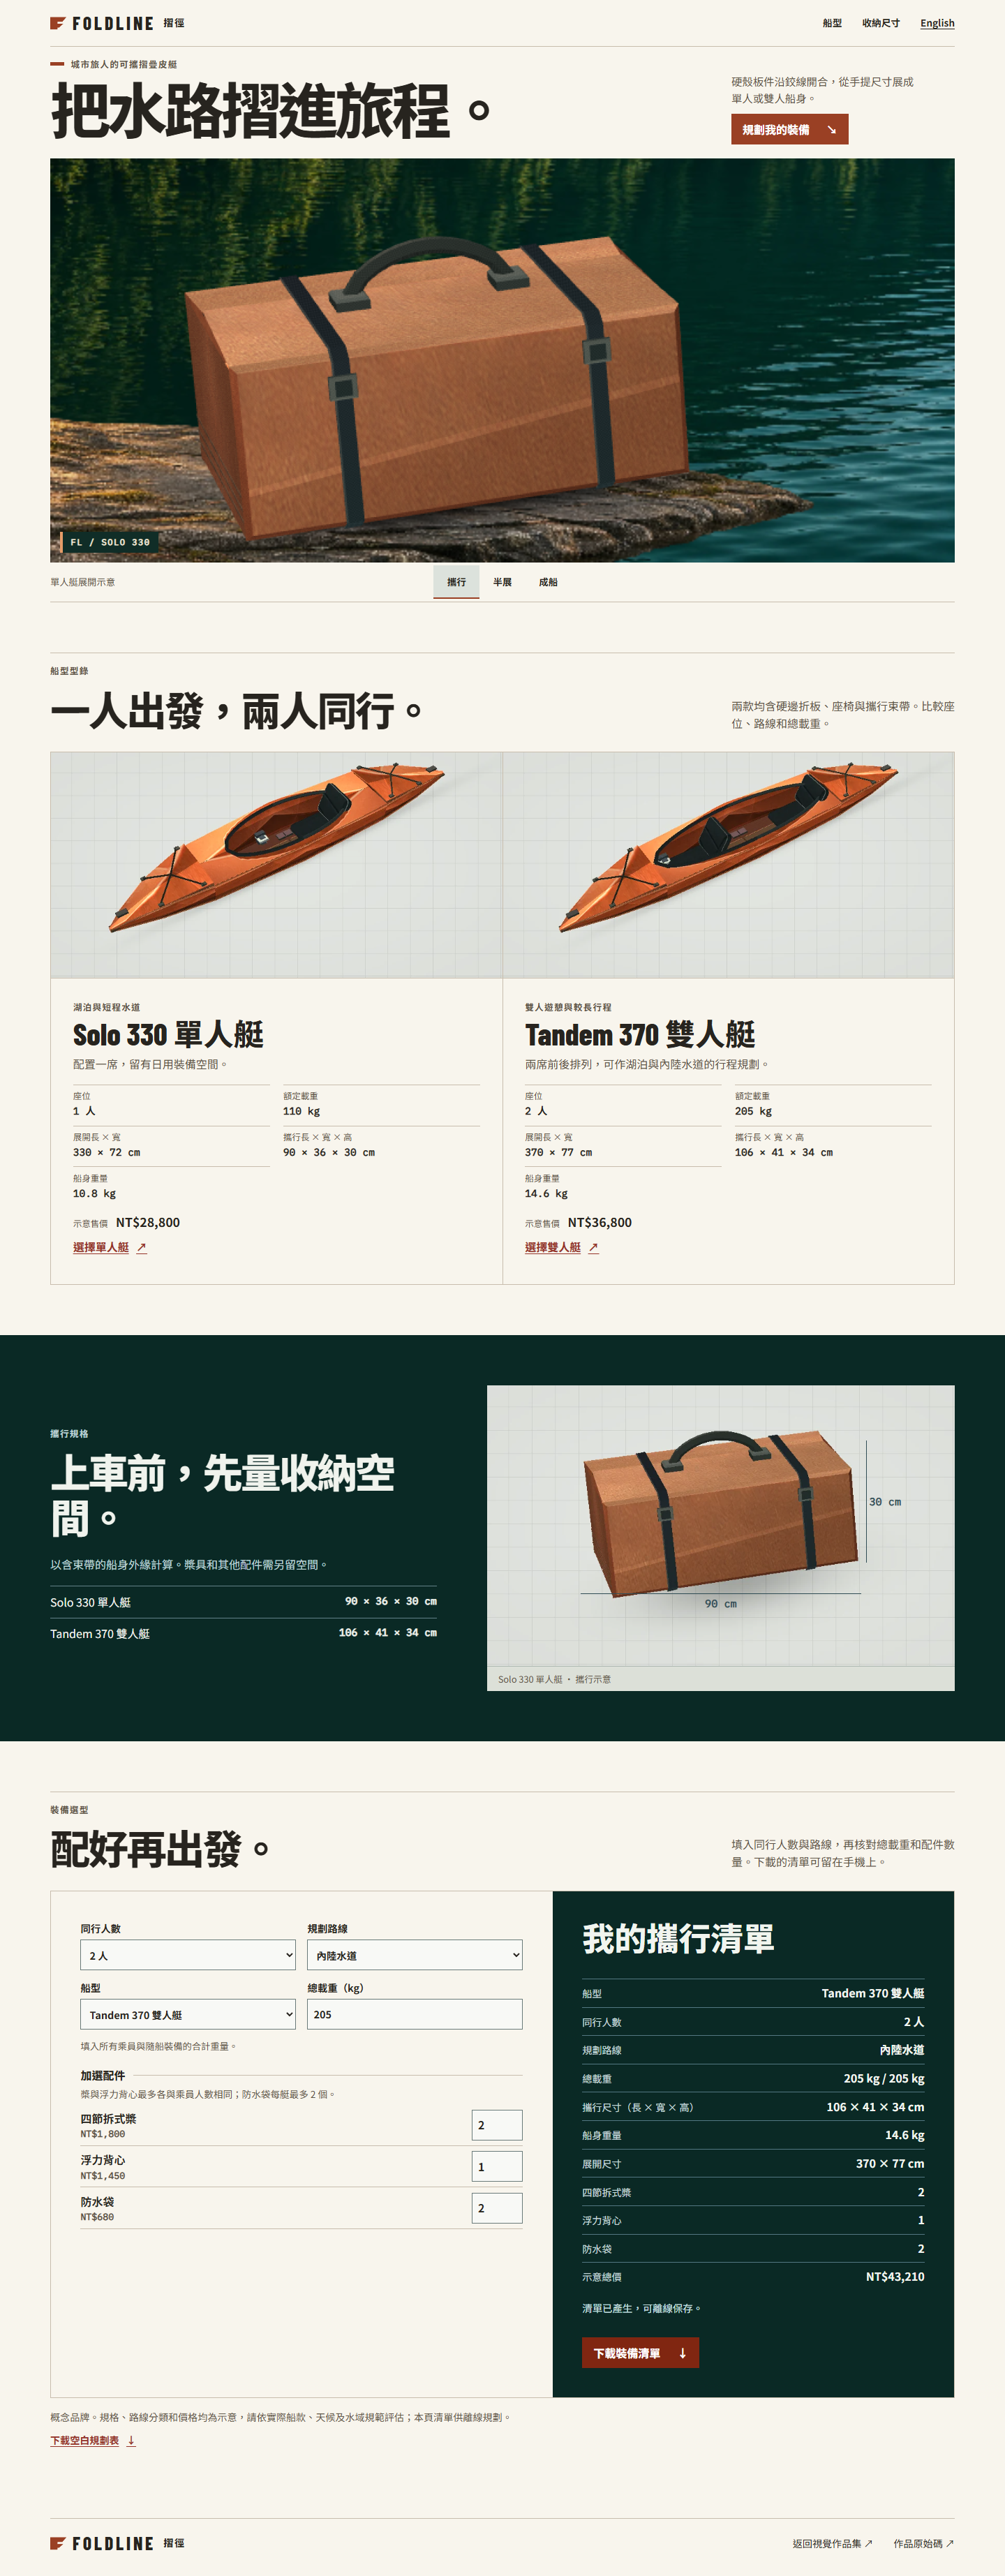 FOLDLINE 摺徑
船型 收納尺寸 English
城市旅人的可攜摺疊皮艇
把水路摺進旅程。
硬殼板件沿鉸線開合,從手提尺寸展成
單人或雙人船身。
規劃我的裝備 ↘
FL / SOLO 330
單人艇展開示意
攜行 半展 成船
船型型錄
一人出發,兩人同行。
兩款均含硬邊折板、座椅與攜行束帶。比較座
位、路線和總載重。
湖泊與短程水道
Solo 330 單人艇
配置一席,留有日用裝備空間。
座位
1 人
額定載重
110 kg
展開長 × 寬
330 × 72 cm
攜行長 × 寬 × 高
90 × 36 × 30 cm
船身重量
10.8 kg
示意售價 NT$28,800
選擇單人艇 ↗
雙人遊憩與較長行程
Tandem 370 雙人艇
兩席前後排列,可作湖泊與內陸水道的行程規劃。
座位
2 人
額定載重
205 kg
展開長 × 寬
370 × 77 cm
攜行長 × 寬 × 高
106 × 41 × 34 cm
船身重量
14.6 kg
示意售價 NT$36,800
選擇雙人艇 ↗
攜行規格
上車前,先量收納空
間。
以含束帶的船身外緣計算。槳具和其他配件需另留空間。
Solo 330 單人艇 90 × 36 × 30 cm
Tandem 370 雙人艇 106 × 41 × 34 cm
30 cm
90 cm
Solo 330 單人艇 · 攜行示意
裝備選型
配好再出發。
填入同行人數與路線,再核對總載重和配件數
量。下載的清單可留在手機上。
同行人數
2 人
規劃路線
內陸水道
船型
Tandem 370 雙人艇
總載重(kg)
205
填入所有乘員與隨船裝備的合計重量。
加選配件
槳與浮力背心最多各與乘員人數相同;防水袋每艇最多 2 個。
四節拆式槳
NT$1,800
2
浮力背心
NT$1,450
1
防水袋
NT$680
2
我的攜行清單
船型 Tandem 370 雙人艇
同行人數 2 人
規劃路線 內陸水道
總載重 205 kg / 205 kg
攜行尺寸(長 × 寬 × 高) 106 × 41 × 34 cm
船身重量 14.6 kg
展開尺寸 370 × 77 cm
四節拆式槳 2
浮力背心 1
防水袋 2
示意總價 NT$43,210
清單已產生,可離線保存。
下載裝備清單 ↓
概念品牌。規格、路線分類和價格均為示意,請依實際船款、天候及水域規範評估;本頁清單供離線規劃。
下載空白規劃表 ↓
FOLDLINE 摺徑
返回視覺作品集 ↗ 作品原始碼 ↗